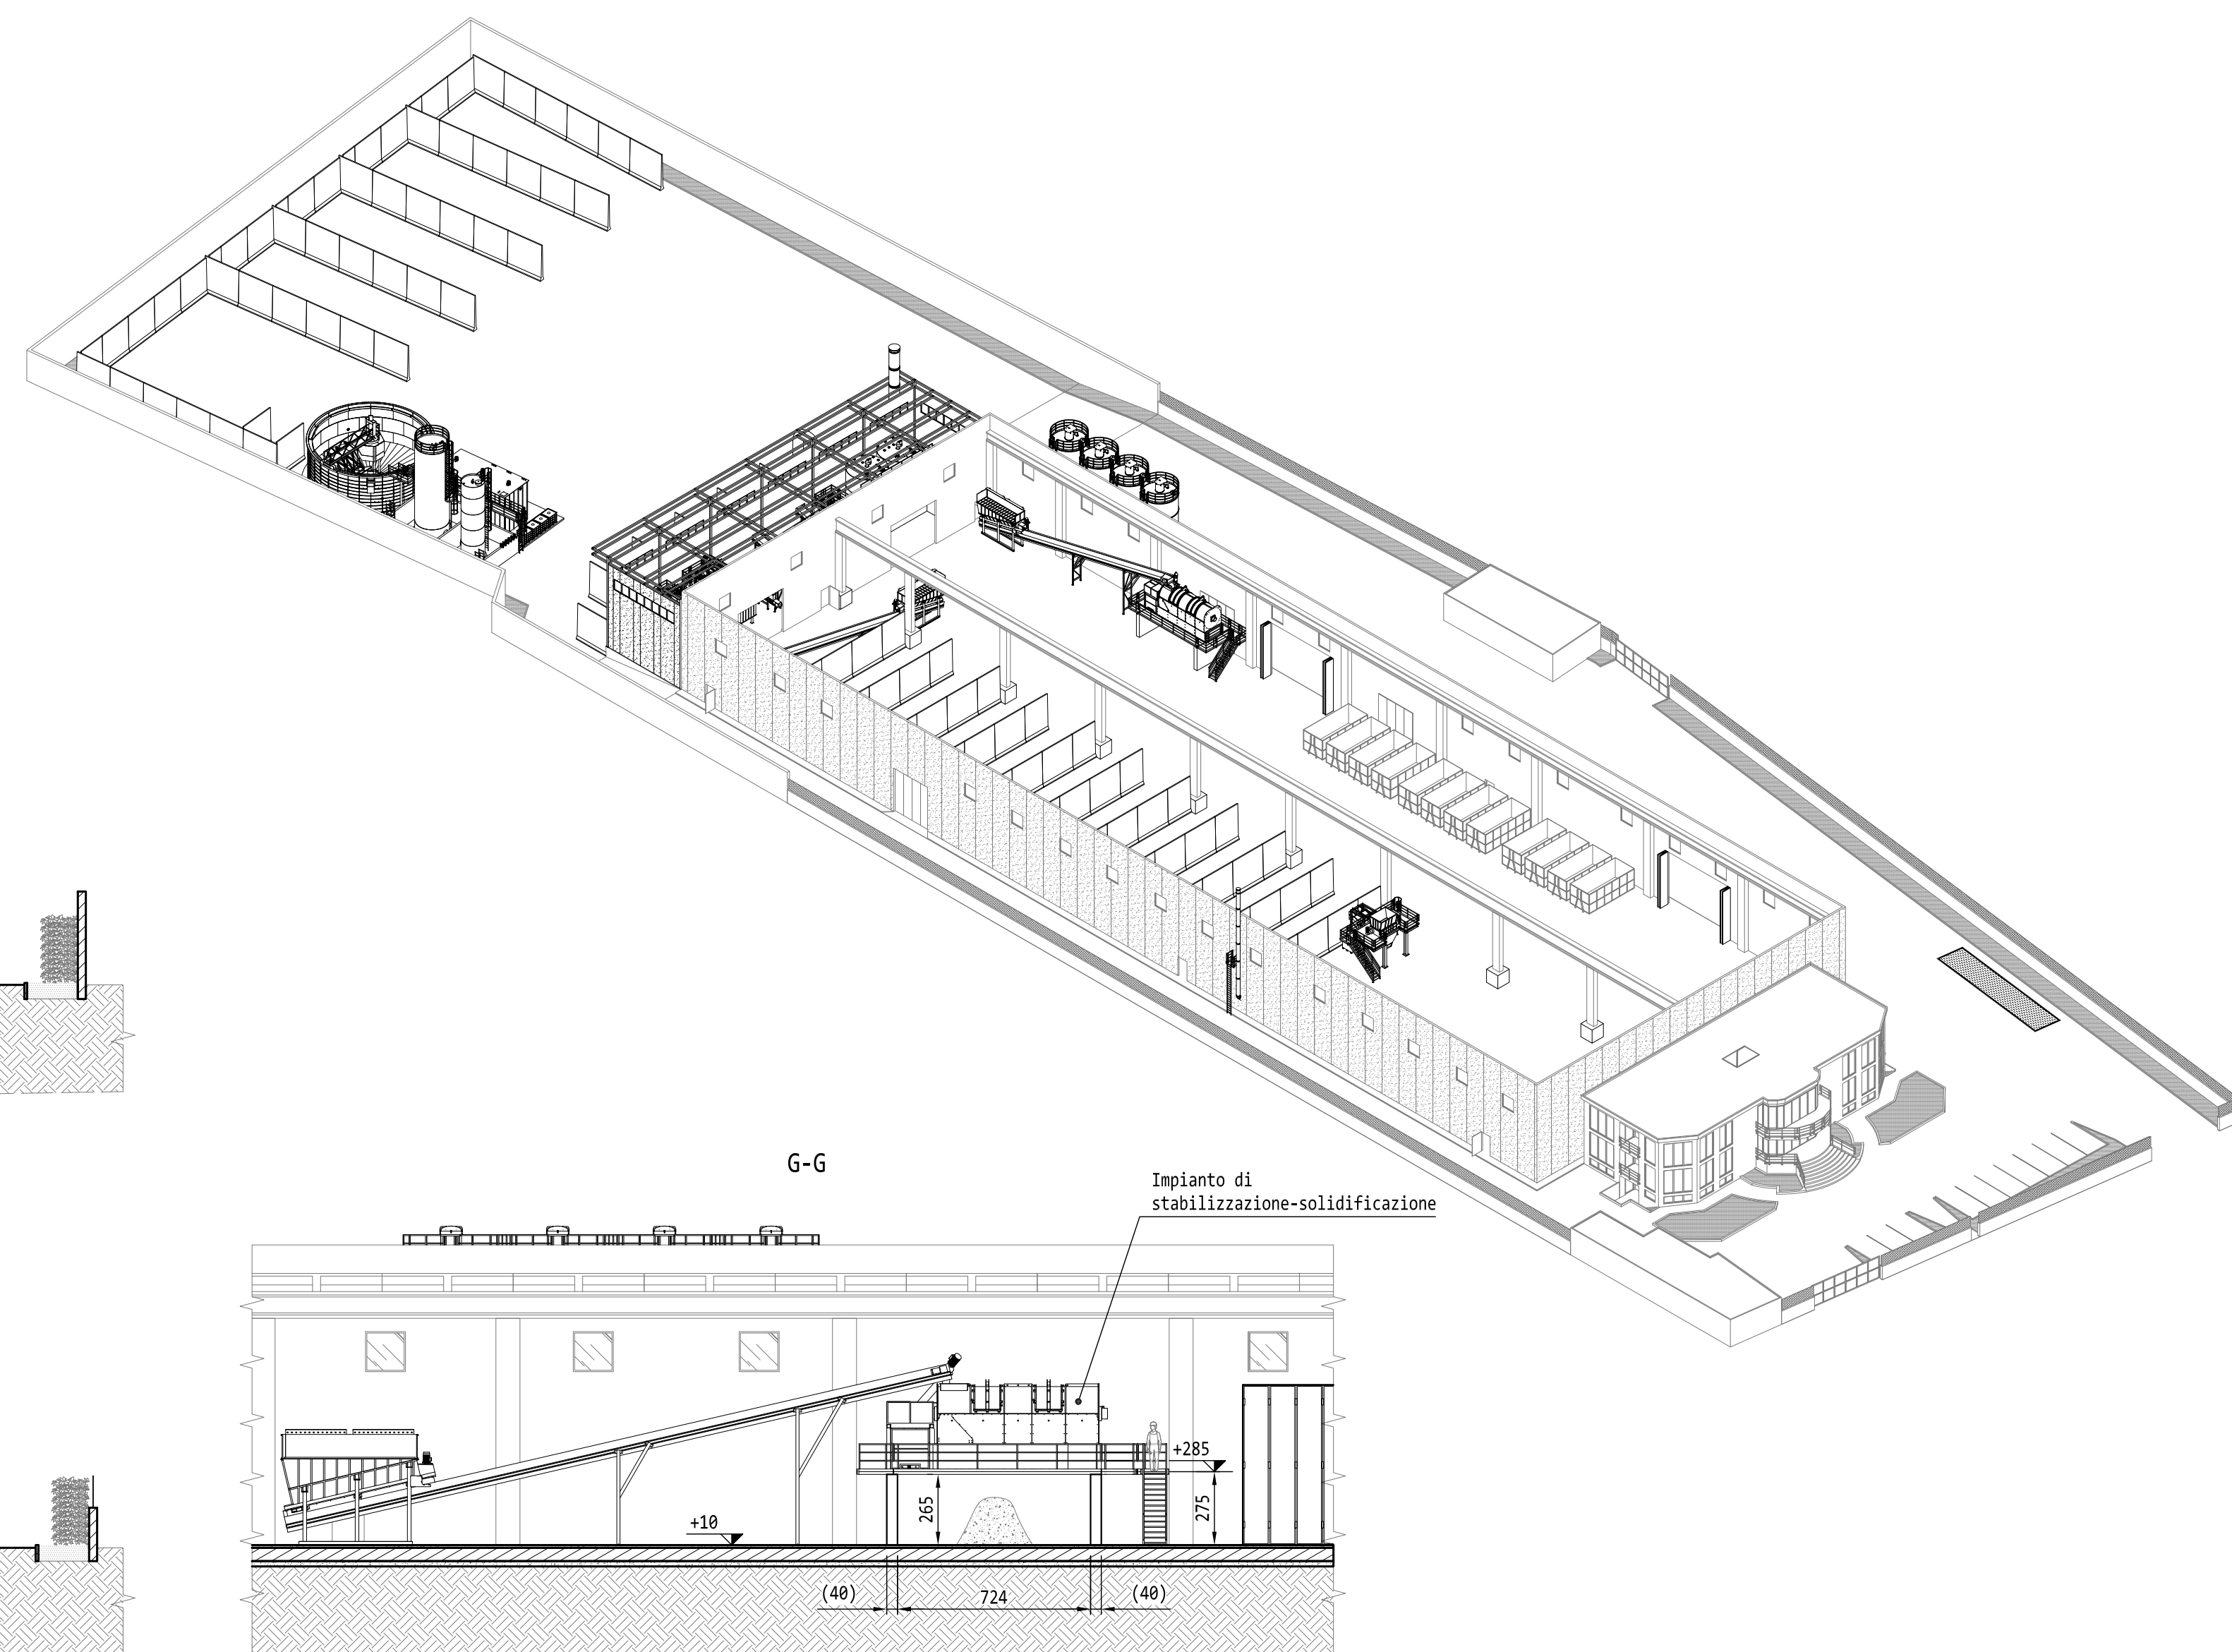 G-G
Impianto di
stabilizzazione-solidificazione
+285
265
275
+10
(40)
724
(40)